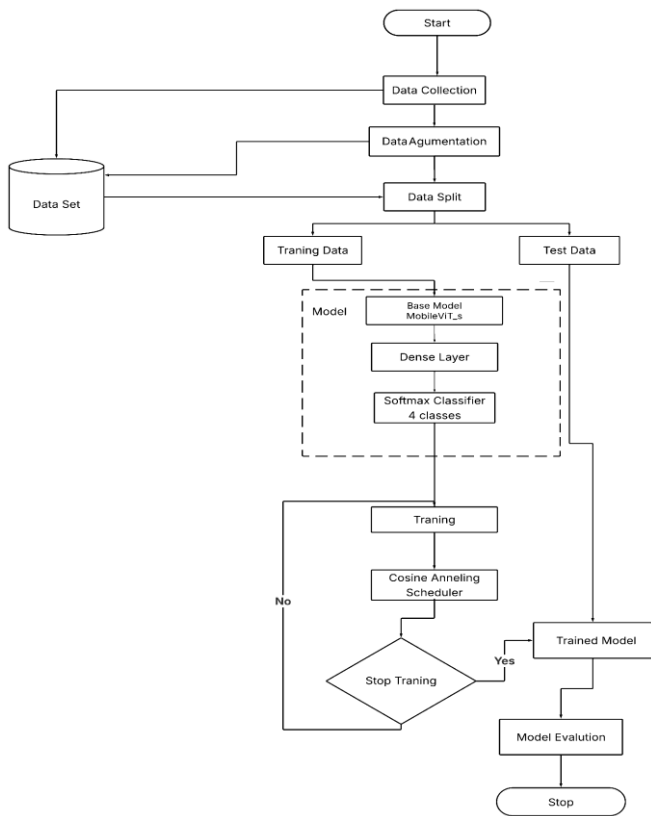 Start
Data Collection
DataAgumentation
Data Set
Data Split
Traning Data
Test Data
Model
Base Model
MobileViT_s
Dense Layer
Softmax Classifier
4 classes
Traning
Cosine Anneling
Scheduler
No
Stop Traning
Yes
Trained Model
Model Evalution
Stop